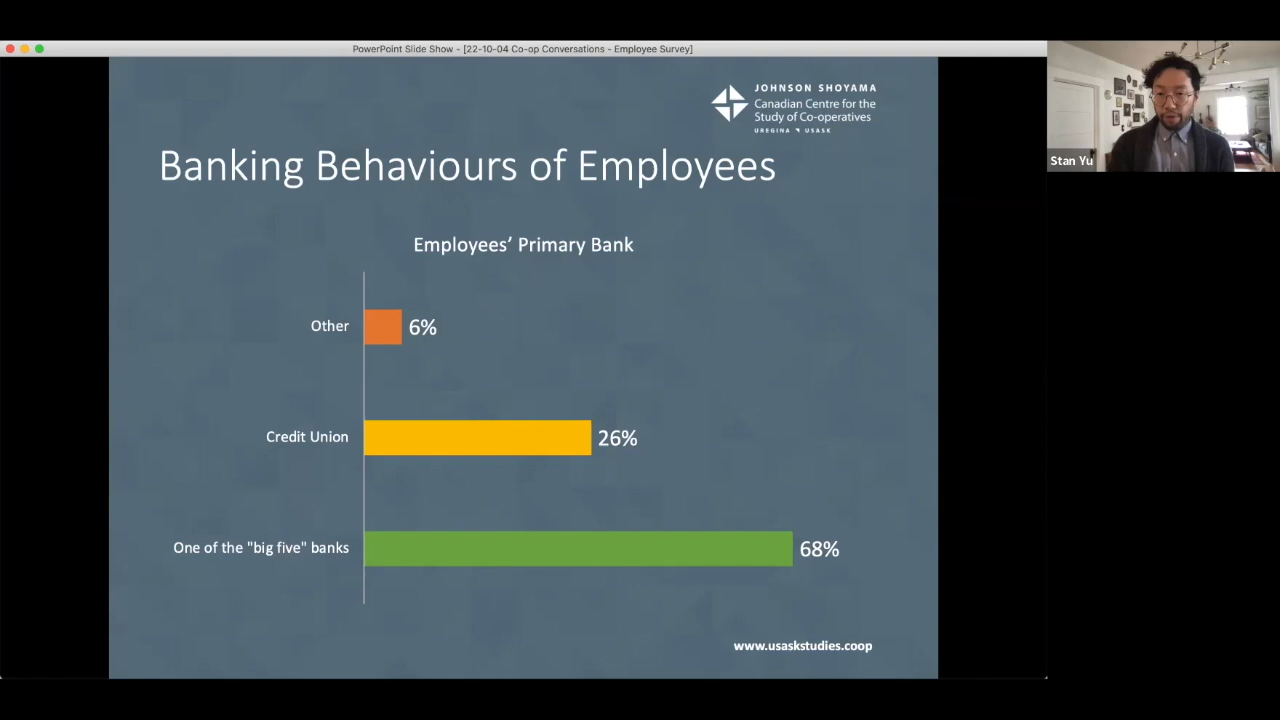 PowerPoint Slide Show - [22-10-04 Co-op Conversations - Employee Survey]
JOHNSON SHOYAMA
Canadian Centre for the
Study of Co-operatives
UREGINA USASK
Stan Yu
Banking Behaviours of Employees
Employees’ Primary Bank
Other
6%
Credit Union
26%
One of the "big five" banks
68%
www.usaskstudies.coop